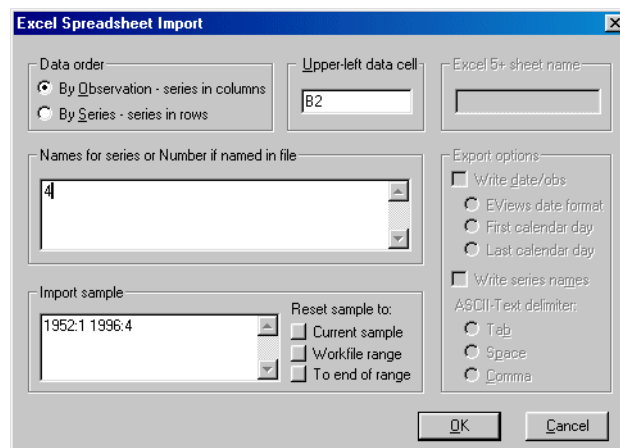 Excel Spreadsheet Import
Data order
By Observation - series in columns
By Series - series in rows
Upper-left data cell
B2
Excel 5+ sheet name
Names for series or Number if named in file
4
Export options
Write date/obs
EViews date format
First calendar day
Last calendar day
Write series names
ASCII-Text delimiter:
Tab
Space
Comma
Import sample
1952:1 1996:4
Reset sample to:
Current sample
Workfile range
To end of range
OK
Cancel